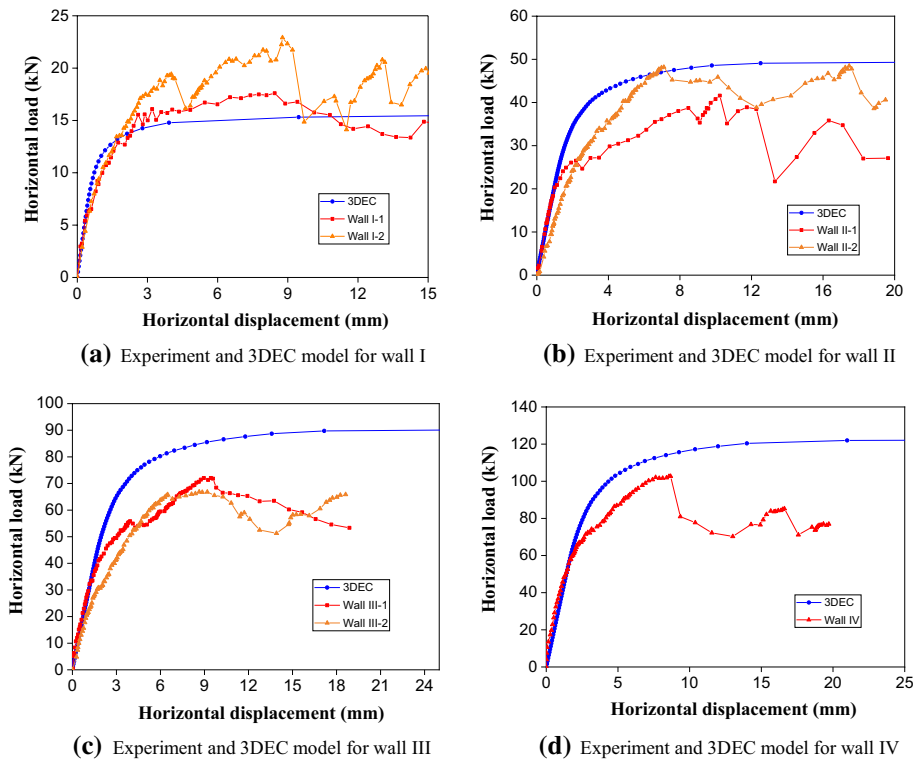 25
20
15
10
5
0
Horizontal load (kN)
3DEC
Wall I-1
Wall I-2
0 3 6 9 12 15
Horizontal displacement (mm)
(a) Experiment and 3DEC model for wall I
60
50
40
30
20
10
0
Horizontal load (kN)
3DEC
Wall II-1
Wall II-2
0 4 8 12 16 20
Horizontal displacement (mm)
(b) Experiment and 3DEC model for wall II
100
90
80
70
60
50
40
30
20
10
0
Horizontal load (kN)
3DEC
Wall III-1
Wall III-2
0 3 6 9 12 15 18 21 24
Horizontal displacement (mm)
(c) Experiment and 3DEC model for wall III
140
120
100
80
60
40
20
0
Horizontal load (kN)
3DEC
Wall IV
0 5 10 15 20 25
Horizontal displacement (mm)
(d) Experiment and 3DEC model for wall IV